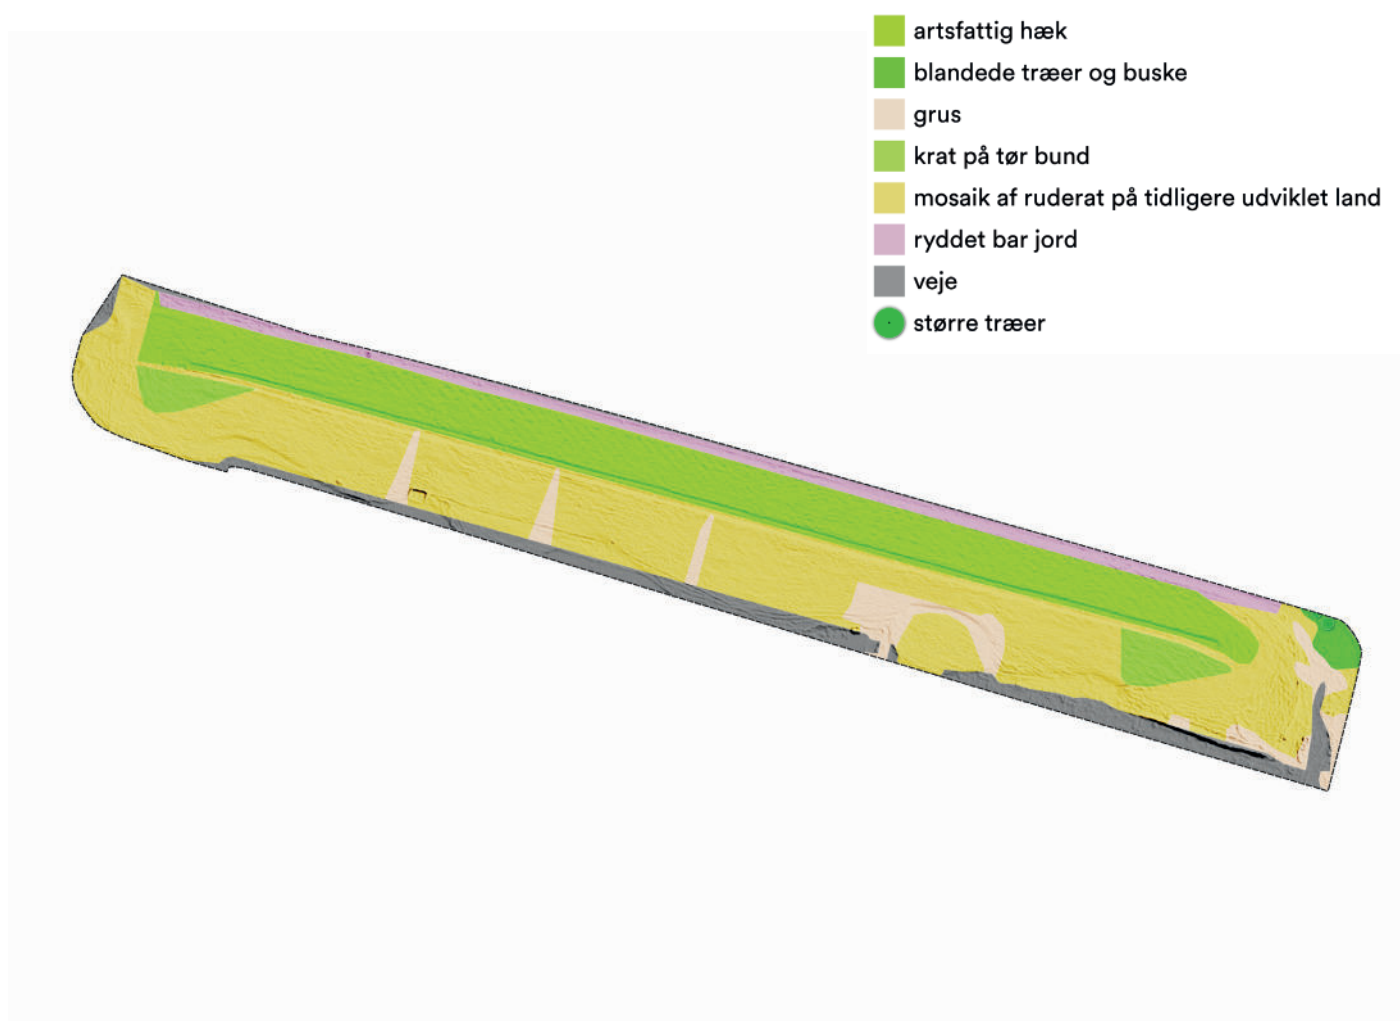 artsfattig hæk
blandede træer og buske
grus
krat på tør bund
mosaik af ruderat på tidligere udviklet land
ryddet bar jord
veje
større træer